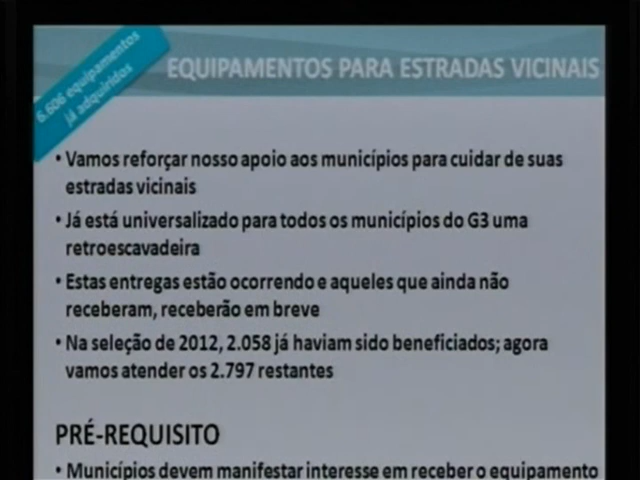 6.606 equipamentos
já adquiridos
EQUIPAMENTOS PARA ESTRADAS VICINAIS
• Vamos reforçar nosso apoio aos municípios para cuidar de suas
estradas vicinais
• Já está universalizado para todos os municípios do G3 uma
retroescavadeira
• Estas entregas estão ocorrendo e aqueles que ainda não
receberam, receberão em breve
• Na seleção de 2012, 2.058 já haviam sido beneficiados; agora
vamos atender os 2.797 restantes
PRÉ-REQUISITO
• Municípios devem manifestar interesse em receber o equipamento